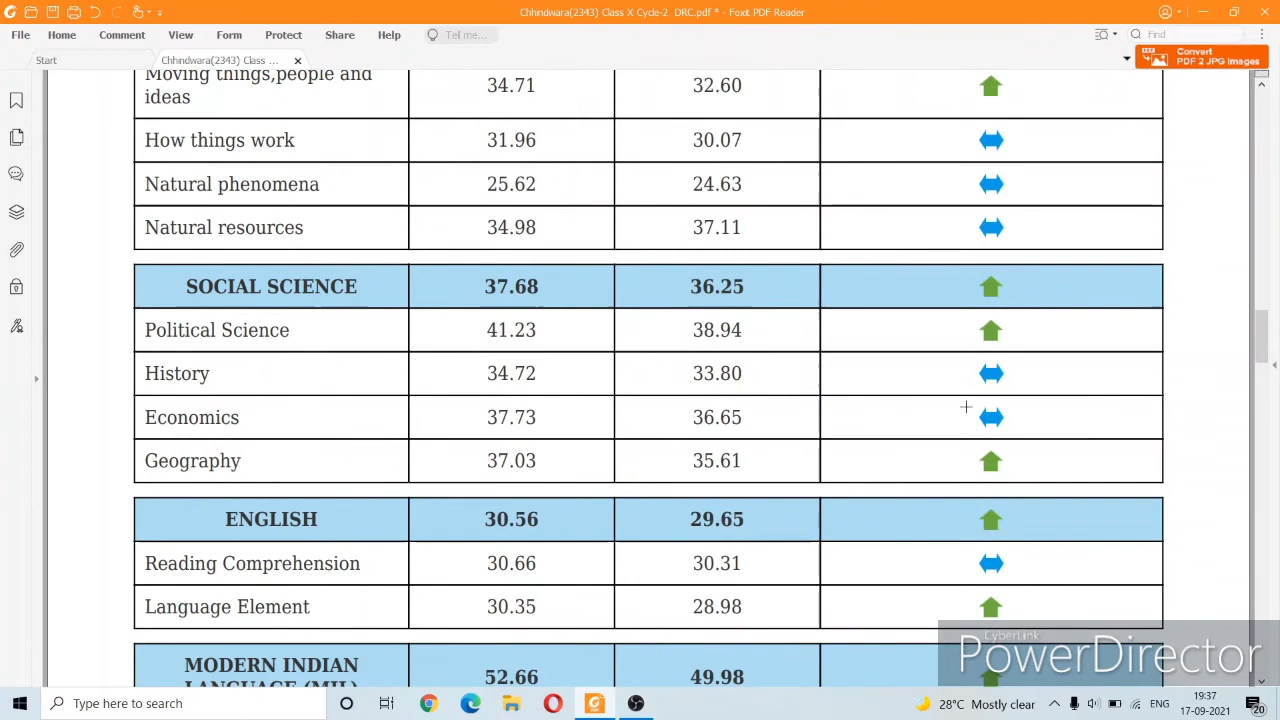 Chhindwara(2343) Class X Cycle-2 DRC.pdf * - Foxit PDF Reader
File Home Comment View Form Protect Share Help Tell me... Find
Start Chhindwara(2343) Class ... Convert
PDF 2 JPG Images
Moving things,people and
ideas 34.71 32.60
How things work 31.96 30.07
Natural phenomena 25.62 24.63
Natural resources 34.98 37.11
SOCIAL SCIENCE 37.68 36.25
Political Science 41.23 38.94
History 34.72 33.80
Economics 37.73 36.65
Geography 37.03 35.61
ENGLISH 30.56 29.65
Reading Comprehension 30.66 30.31
Language Element 30.35 28.98
MODERN INDIAN
LANGUAGE (MIL) 52.66 49.98
CyberLink
PowerDirector
Type here to search 28°C Mostly clear ENG 19:37
17-09-2021 20